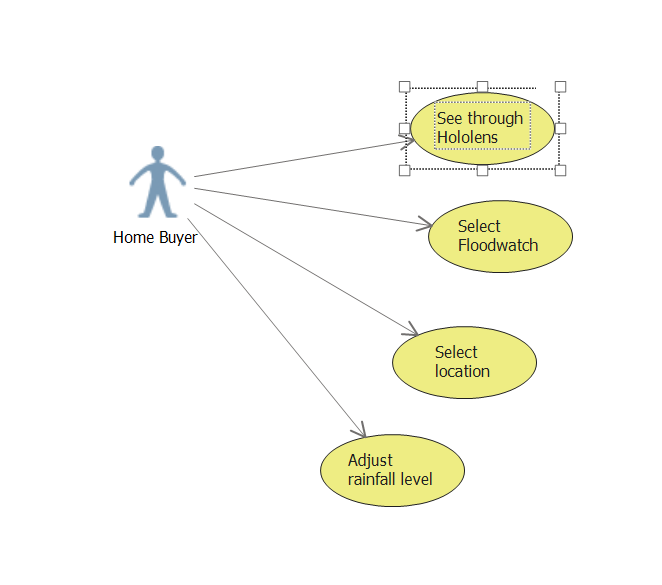 See through
Hololens
Home Buyer
Select
Floodwatch
Select
location
Adjust
rainfall level